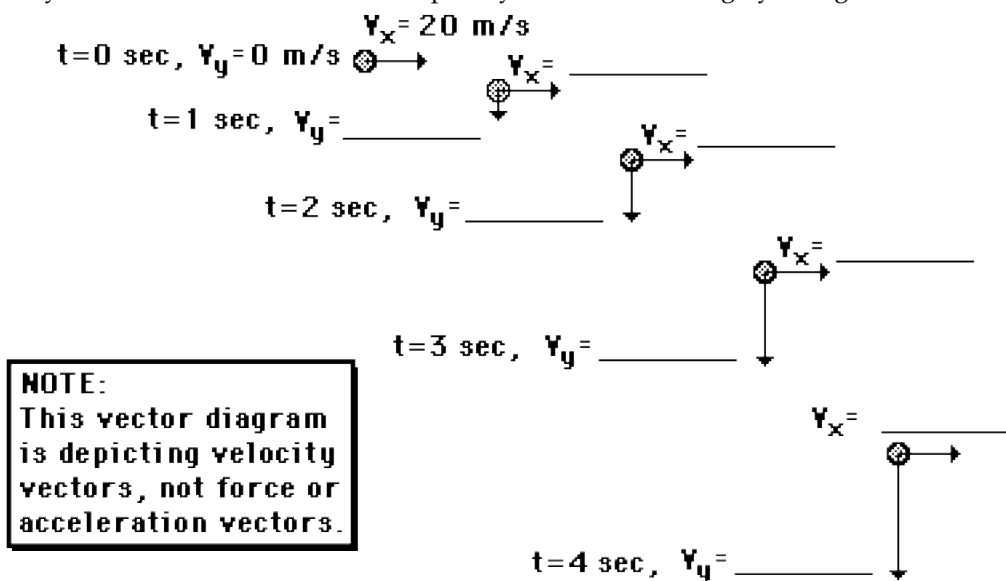 Vx= 20 m/s
t=0 sec, Vy=0 m/s
Vx= ________
t=1 sec, Vy= ________
Vx= ________
t=2 sec, Vy= ________
Vx= ________
t=3 sec, Vy= ________
NOTE:
This vector diagram
is depicting velocity
vectors, not force or
acceleration vectors.
Vx= ________
t=4 sec, Vy= ________